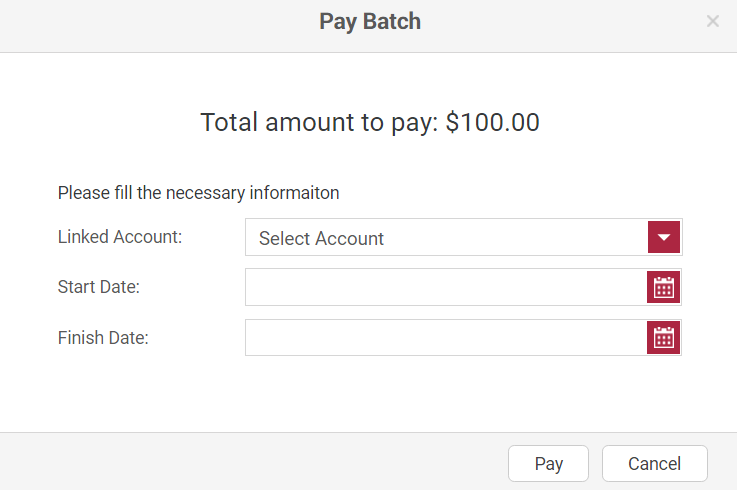 Pay Batch
Total amount to pay: $100.00
Please fill the necessary informaiton
Linked Account:
Select Account
Start Date:
Finish Date:
Pay
Cancel